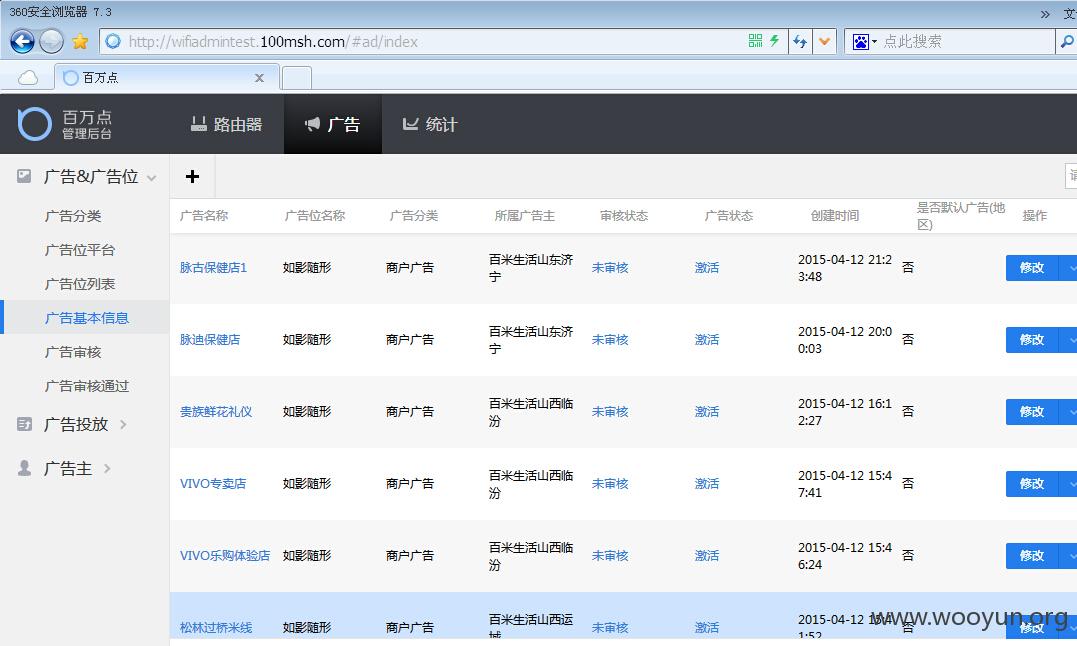 360安全浏览器 7.3
» 文
http://wifiadmintest.100msh.com/#ad/index
点此搜索
百万点 x
百万点
管理后台
路由器
广告
统计
广告&广告位
广告分类
广告位平台
广告位列表
广告基本信息
广告审核
广告审核通过
广告投放
广告主
+
请
广告名称 广告位名称 广告分类 所属广告主 审核状态 广告状态 创建时间 是否默认广告(地
区) 操作
脉古保健店1 如影随形 商户广告 百米生活山东济
宁 未审核 激活 2015-04-12 21:2
3:48 否 修改
脉迪保健店 如影随形 商户广告 百米生活山东济
宁 未审核 激活 2015-04-12 20:0
0:03 否 修改
贵族鲜花礼仪 如影随形 商户广告 百米生活山西临
汾 未审核 激活 2015-04-12 16:1
2:27 否 修改
VIVO专卖店 如影随形 商户广告 百米生活山西临
汾 未审核 激活 2015-04-12 15:4
7:41 否 修改
VIVO乐购体验店 如影随形 商户广告 百米生活山西临
汾 未审核 激活 2015-04-12 15:4
6:24 否 修改
松林过桥米线 如影随形 商户广告 百米生活山西运
城 未审核 激活 2015-04-12 15:4
1:52 否 修改
www.wooyun.org